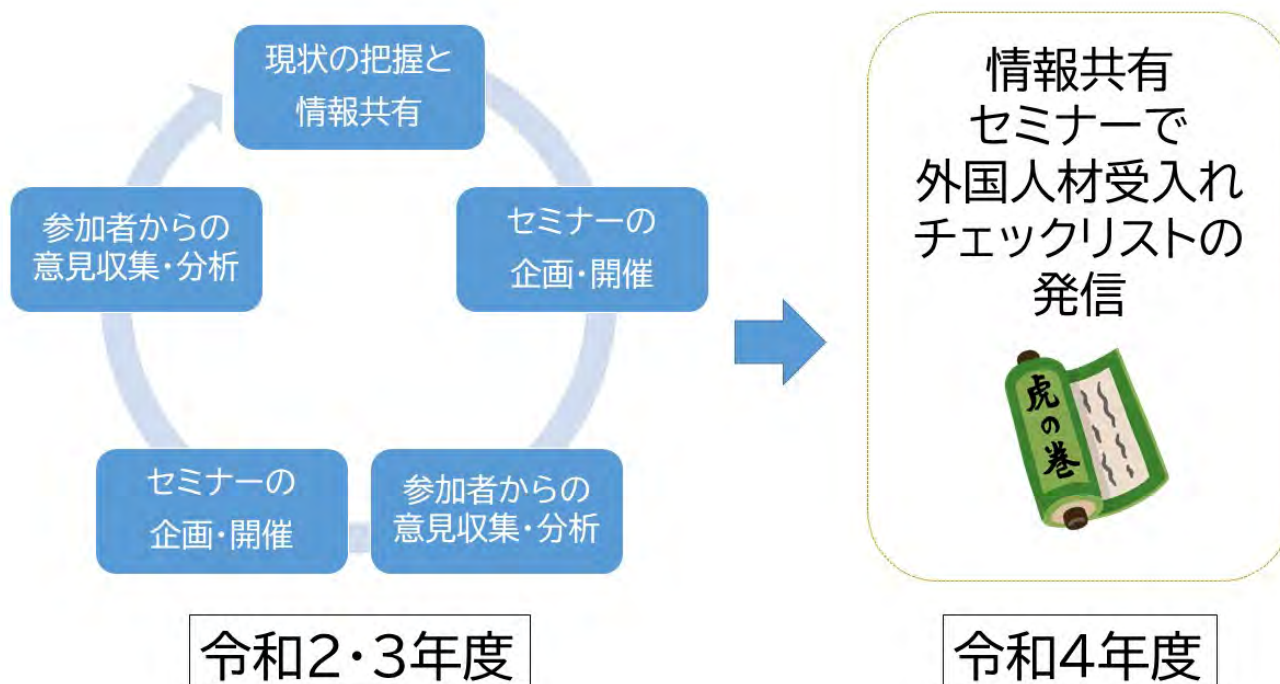 現状の把握と
情報共有
セミナーの
企画・開催
参加者からの
意見収集・分析
セミナーの
企画・開催
参加者からの
意見収集・分析
令和2・3年度
情報共有
セミナーで
外国人材受入れ
チェックリストの
発信
虎の巻
令和4年度